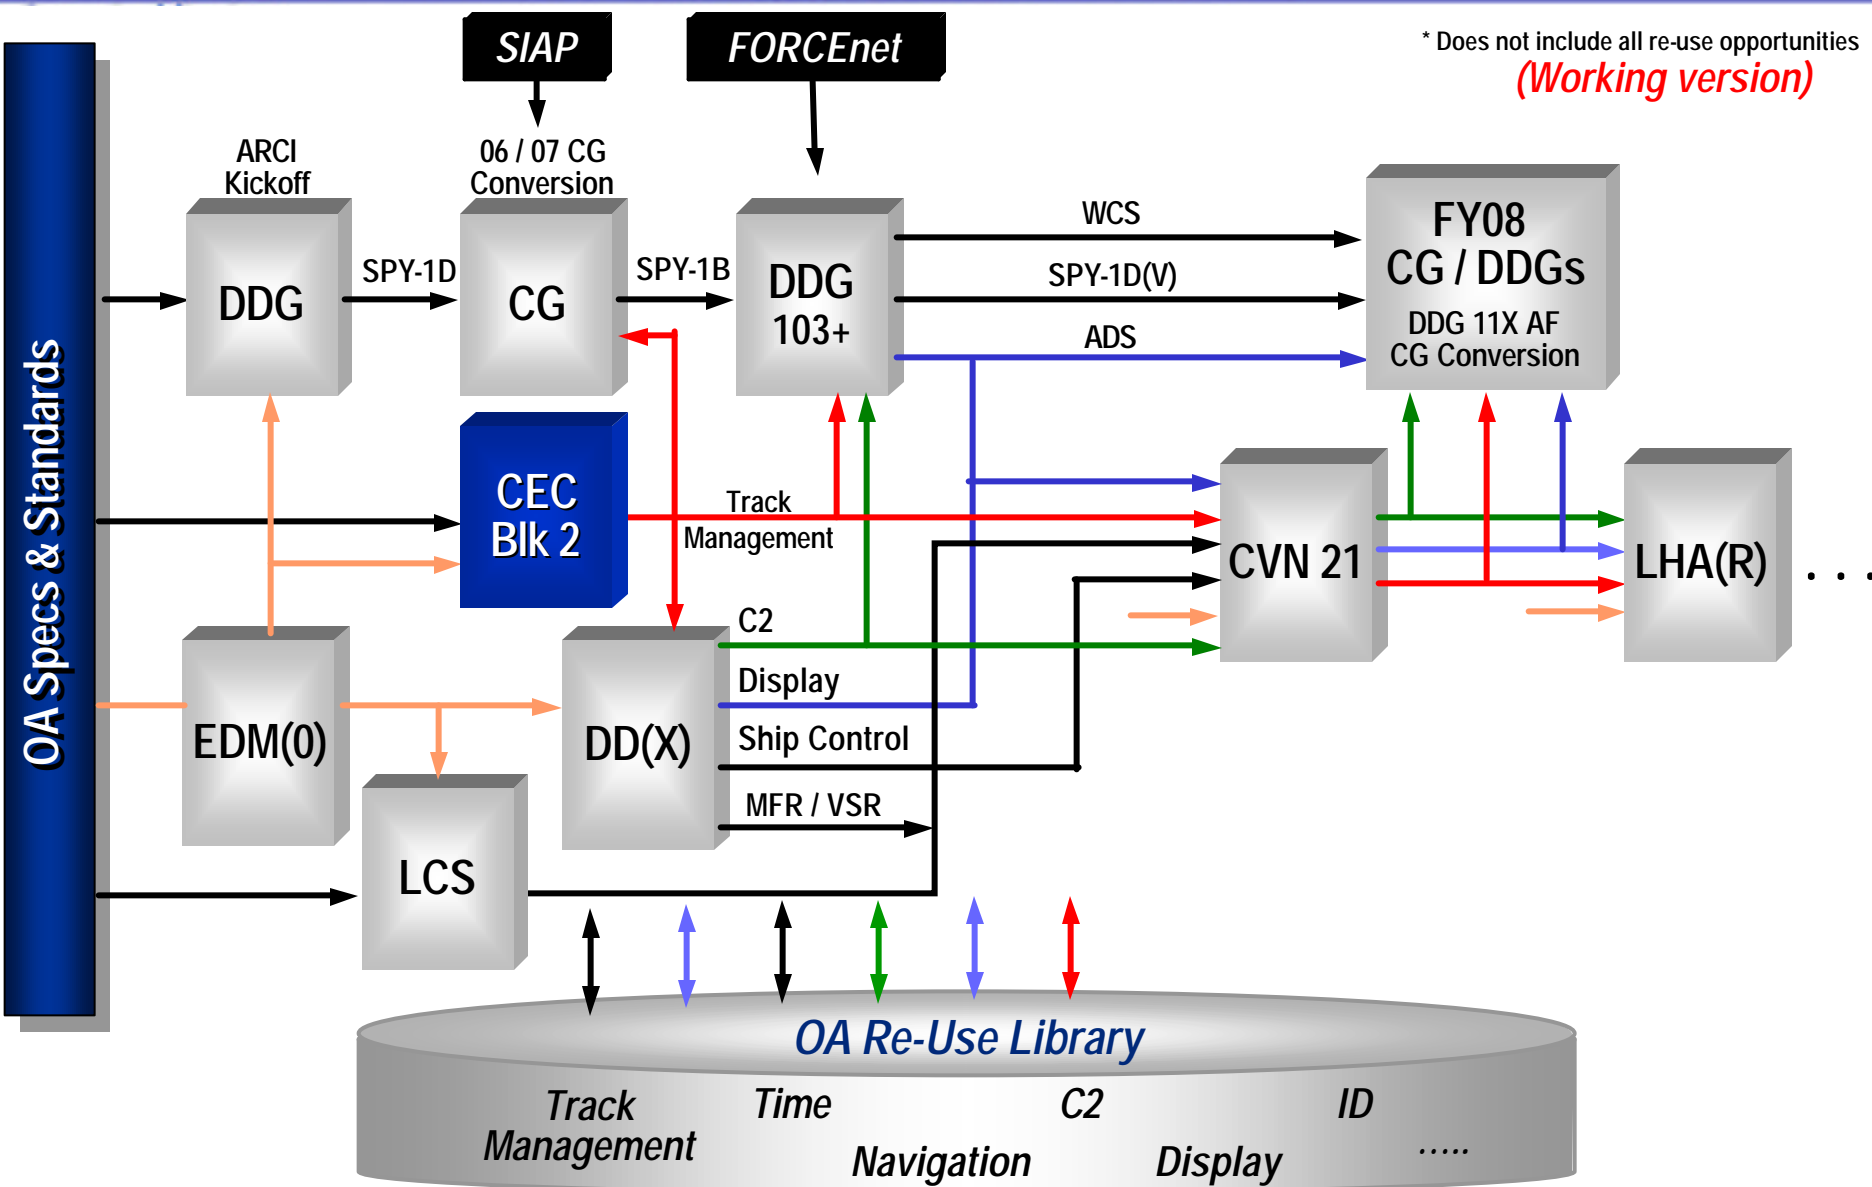 SIAP
FORCEnet
* Does not include all re-use opportunities
(Working version)
OA Specs & Standards
ARCI
Kickoff
06 / 07 CG
Conversion
DDG
SPY-1D
CG
SPY-1B
DDG
103+
WCS
SPY-1D(V)
ADS
FY08
CG / DDGs
DDG 11X AF
CG Conversion
CEC
Blk 2
Track
Management
CVN 21
LHA(R)
. . .
EDM(0)
DD(X)
C2
Display
Ship Control
MFR / VSR
LCS
OA Re-Use Library
Track
Management
Time
Navigation
C2
Display
ID
.....